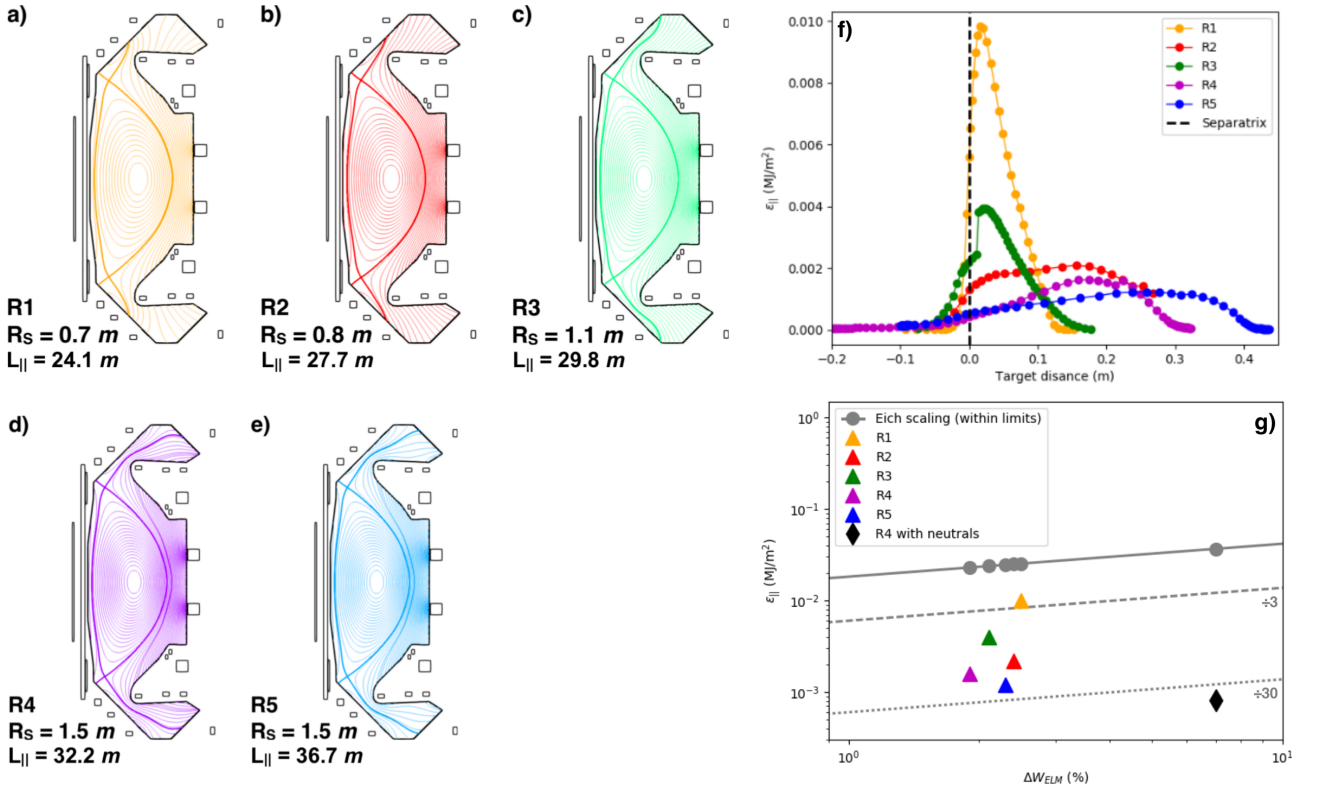 a)
R1
R_S = 0.7 m
L_|| = 24.1 m
b)
R2
R_S = 0.8 m
L_|| = 27.7 m
c)
R3
R_S = 1.1 m
L_|| = 29.8 m
d)
R4
R_S = 1.5 m
L_|| = 32.2 m
e)
R5
R_S = 1.5 m
L_|| = 36.7 m
f)
R1
R2
R3
R4
R5
Separatrix
0.010
0.008
0.006
0.004
0.002
0.000
ε_|| (MJ/m²)
−0.2 −0.1 0.0 0.1 0.2 0.3 0.4
Target disance (m)
g)
Eich scaling (within limits)
R1
R2
R3
R4
R5
R4 with neutrals
10⁰
10⁻¹
10⁻²
10⁻³
ε_|| (MJ/m²)
÷3
÷30
10⁰ 10¹
ΔW_ELM (%)